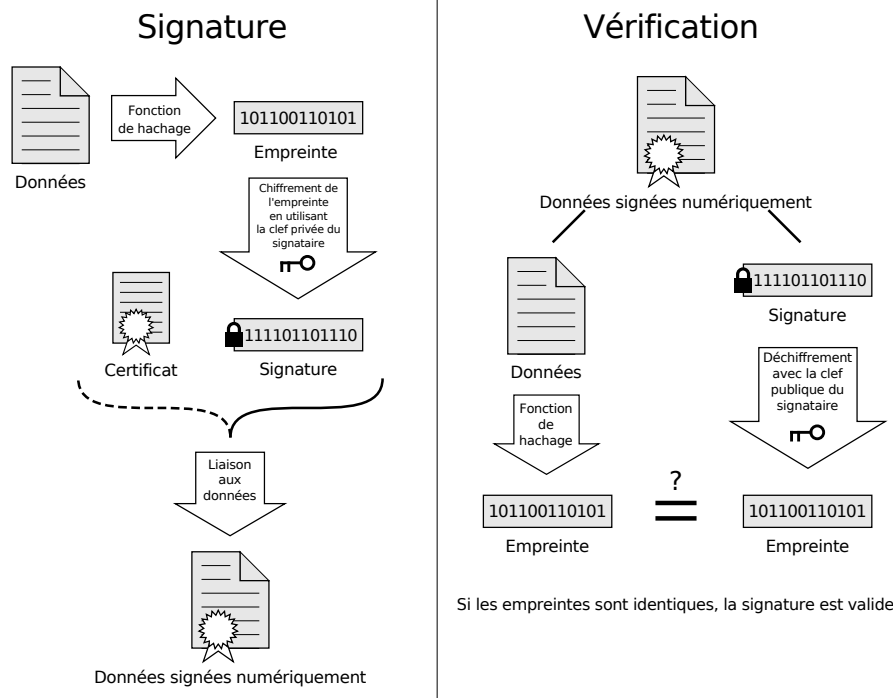 Signature
Fonction
de hachage
101100110101
Empreinte
Données
Chiffrement de
l'empreinte
en utilisant
la clef privée du
signataire
111101101110
Certificat
Signature
Liaison
aux
données
Données signées numériquement
Vérification
Données signées numériquement
111101101110
Signature
Données
Déchiffrement
avec la clef
publique du
signataire
Fonction
de
hachage
?
=
101100110101
101100110101
Empreinte
Empreinte
Si les empreintes sont identiques, la signature est valide